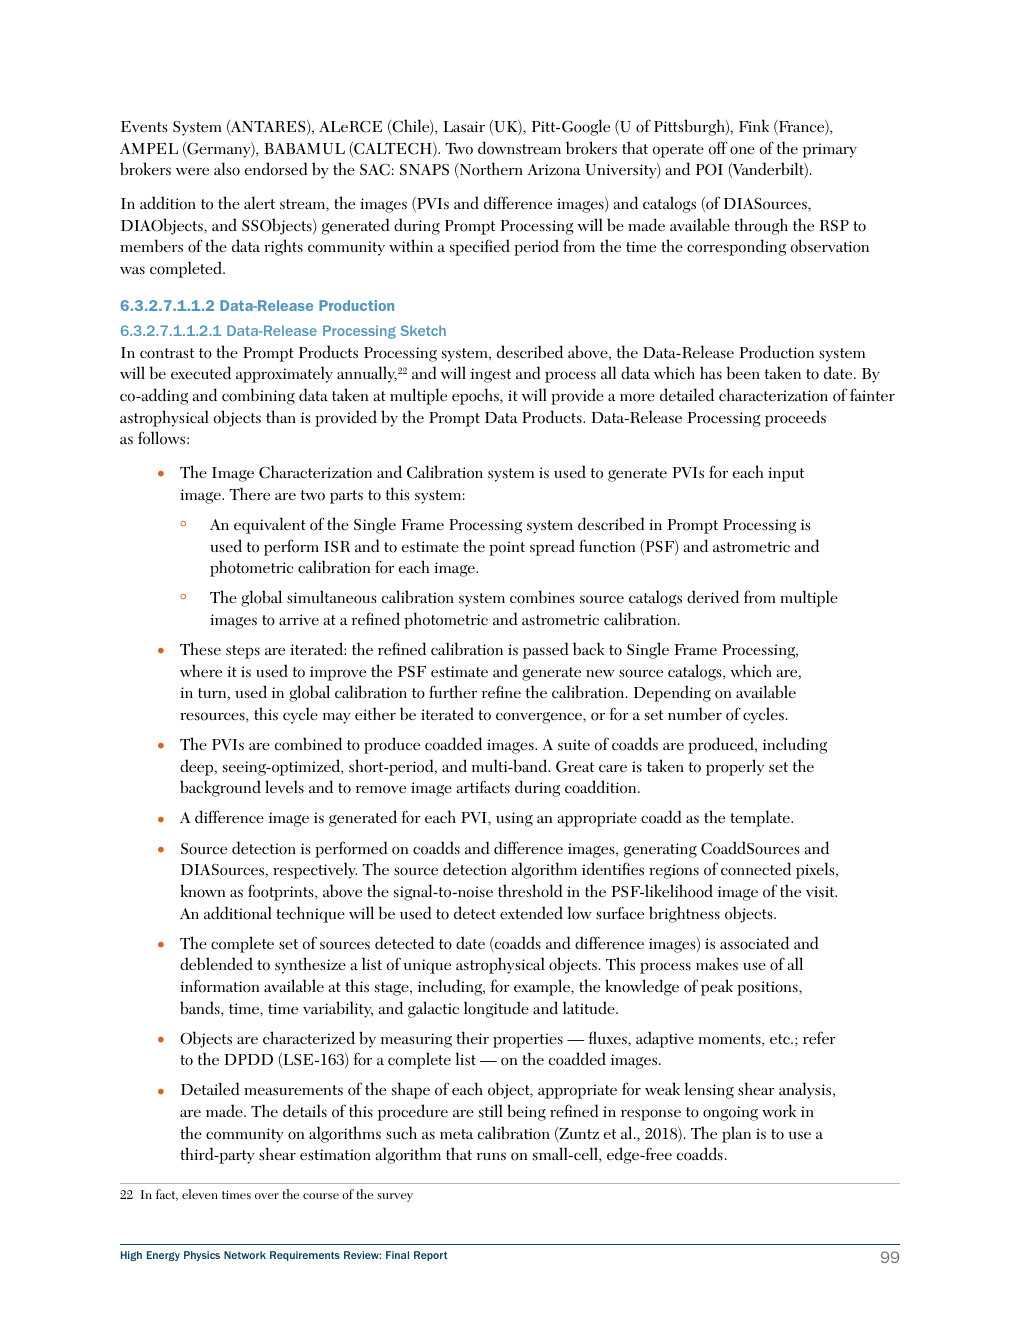 Events System (ANTARES), ALeRCE (Chile), Lasair (UK), Pitt-Google (U of Pittsburgh), Fink (France),
AMPEL (Germany), BABAMUL (CALTECH). Two downstream brokers that operate off one of the primary
brokers were also endorsed by the SAC: SNAPS (Northern Arizona University) and POI (Vanderbilt).
In addition to the alert stream, the images (PVIs and difference images) and catalogs (of DIASources,
DIAObjects, and SSObjects) generated during Prompt Processing will be made available through the RSP to
members of the data rights community within a specified period from the time the corresponding observation
was completed.
6.3.2.7.1.1.2 Data-Release Production
6.3.2.7.1.1.2.1 Data-Release Processing Sketch
In contrast to the Prompt Products Processing system, described above, the Data-Release Production system
will be executed approximately annually,22 and will ingest and process all data which has been taken to date. By
co-adding and combining data taken at multiple epochs, it will provide a more detailed characterization of fainter
astrophysical objects than is provided by the Prompt Data Products. Data-Release Processing proceeds
as follows:
• The Image Characterization and Calibration system is used to generate PVIs for each input
image. There are two parts to this system:
○ An equivalent of the Single Frame Processing system described in Prompt Processing is
used to perform ISR and to estimate the point spread function (PSF) and astrometric and
photometric calibration for each image.
○ The global simultaneous calibration system combines source catalogs derived from multiple
images to arrive at a refined photometric and astrometric calibration.
• These steps are iterated: the refined calibration is passed back to Single Frame Processing,
where it is used to improve the PSF estimate and generate new source catalogs, which are,
in turn, used in global calibration to further refine the calibration. Depending on available
resources, this cycle may either be iterated to convergence, or for a set number of cycles.
• The PVIs are combined to produce coadded images. A suite of coadds are produced, including
deep, seeing-optimized, short-period, and multi-band. Great care is taken to properly set the
background levels and to remove image artifacts during coaddition.
• A difference image is generated for each PVI, using an appropriate coadd as the template.
• Source detection is performed on coadds and difference images, generating CoaddSources and
DIASources, respectively. The source detection algorithm identifies regions of connected pixels,
known as footprints, above the signal-to-noise threshold in the PSF-likelihood image of the visit.
An additional technique will be used to detect extended low surface brightness objects.
• The complete set of sources detected to date (coadds and difference images) is associated and
deblended to synthesize a list of unique astrophysical objects. This process makes use of all
information available at this stage, including, for example, the knowledge of peak positions,
bands, time, time variability, and galactic longitude and latitude.
• Objects are characterized by measuring their properties — fluxes, adaptive moments, etc.; refer
to the DPDD (LSE-163) for a complete list — on the coadded images.
• Detailed measurements of the shape of each object, appropriate for weak lensing shear analysis,
are made. The details of this procedure are still being refined in response to ongoing work in
the community on algorithms such as meta calibration (Zuntz et al., 2018). The plan is to use a
third-party shear estimation algorithm that runs on small-cell, edge-free coadds.
22 In fact, eleven times over the course of the survey
High Energy Physics Network Requirements Review: Final Report
99